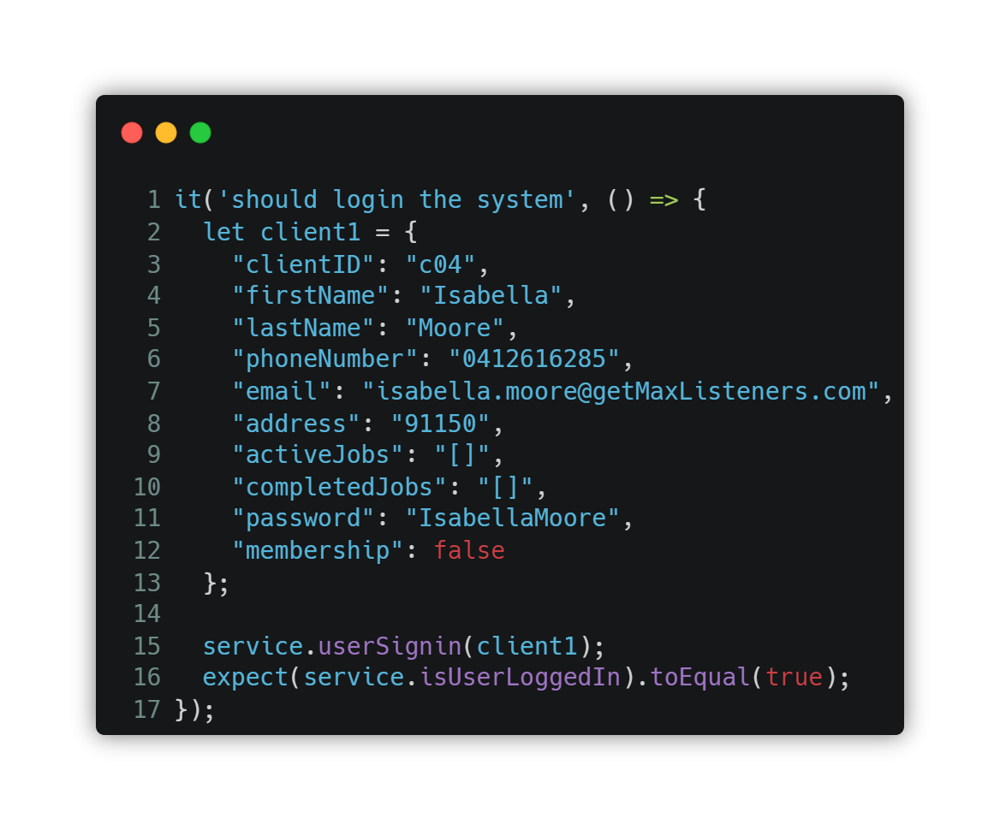 1 it('should login the system', () => {
2   let client1 = {
3     "clientID": "c04",
4     "firstName": "Isabella",
5     "lastName": "Moore",
6     "phoneNumber": "0412616285",
7     "email": "isabella.moore@getMaxListeners.com",
8     "address": "91150",
9     "activeJobs": "[]",
10     "completedJobs": "[]",
11     "password": "IsabellaMoore",
12     "membership": false
13   };
14
15   service.userSignin(client1);
16   expect(service.isUserLoggedIn).toEqual(true);
17 });